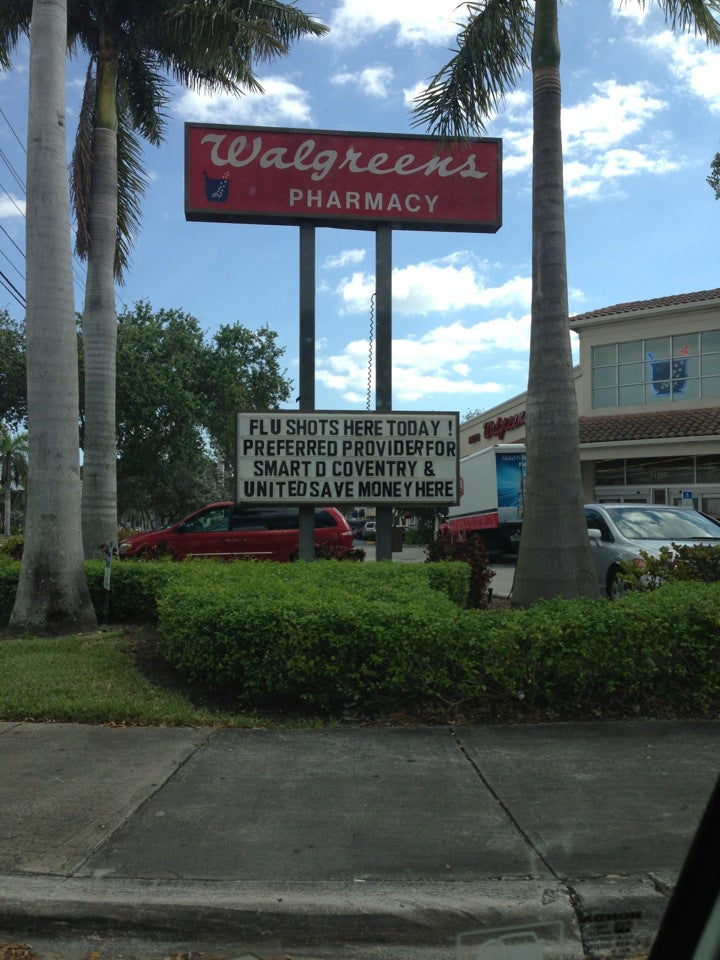 Walgreens
PHARMACY
FLU SHOTS HERE TODAY !
PREFERRED PROVIDER FOR
SMART D COVENTRY &
UNITED SAVE MONEY HERE
Walgreens